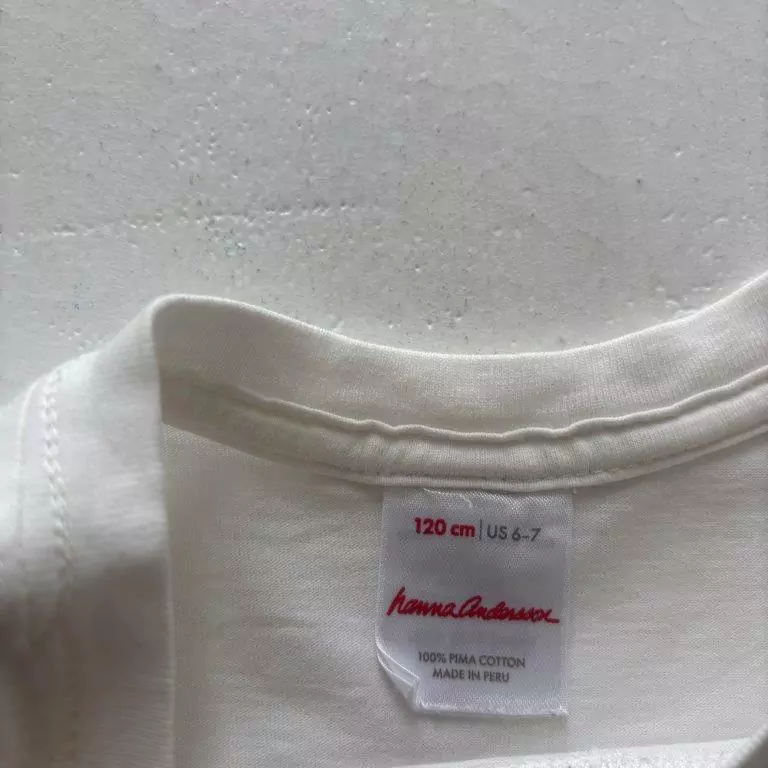 120 cm | US 6-7
hanna Andersson
100% PIMA COTTON
MADE IN PERU